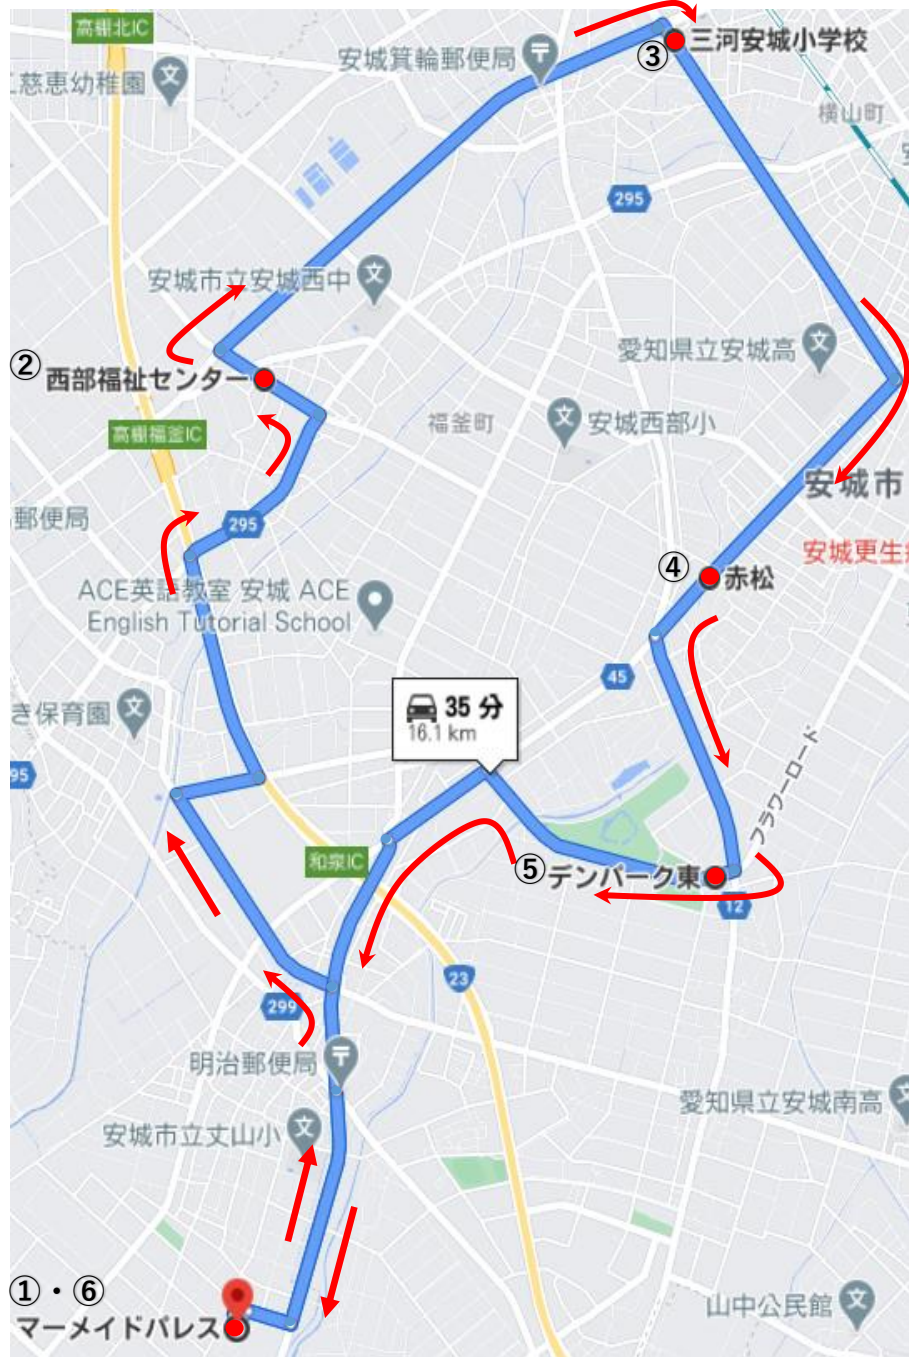 高棚北IC
③
三河安城小学校
安城箕輪郵便局
慈恵幼稚園
文
横山町
295
安城市立安城西中
文
愛知県立安城高
文
②
西部福祉センター
高棚福釜IC
福釜町
文
安城西部小
安城市
郵便局
295
安城更生
④
赤松
ACE英語教室 安城 ACE
English Tutorial School
45
き保育園
文
35 分
16.1 km
フラワーロード
95
和泉IC
⑤
デンパーク東
12
23
299
明治郵便局
愛知県立安城南高
文
安城市立丈山小
文
①・⑥
マーメイドパレス
山中公民館
文